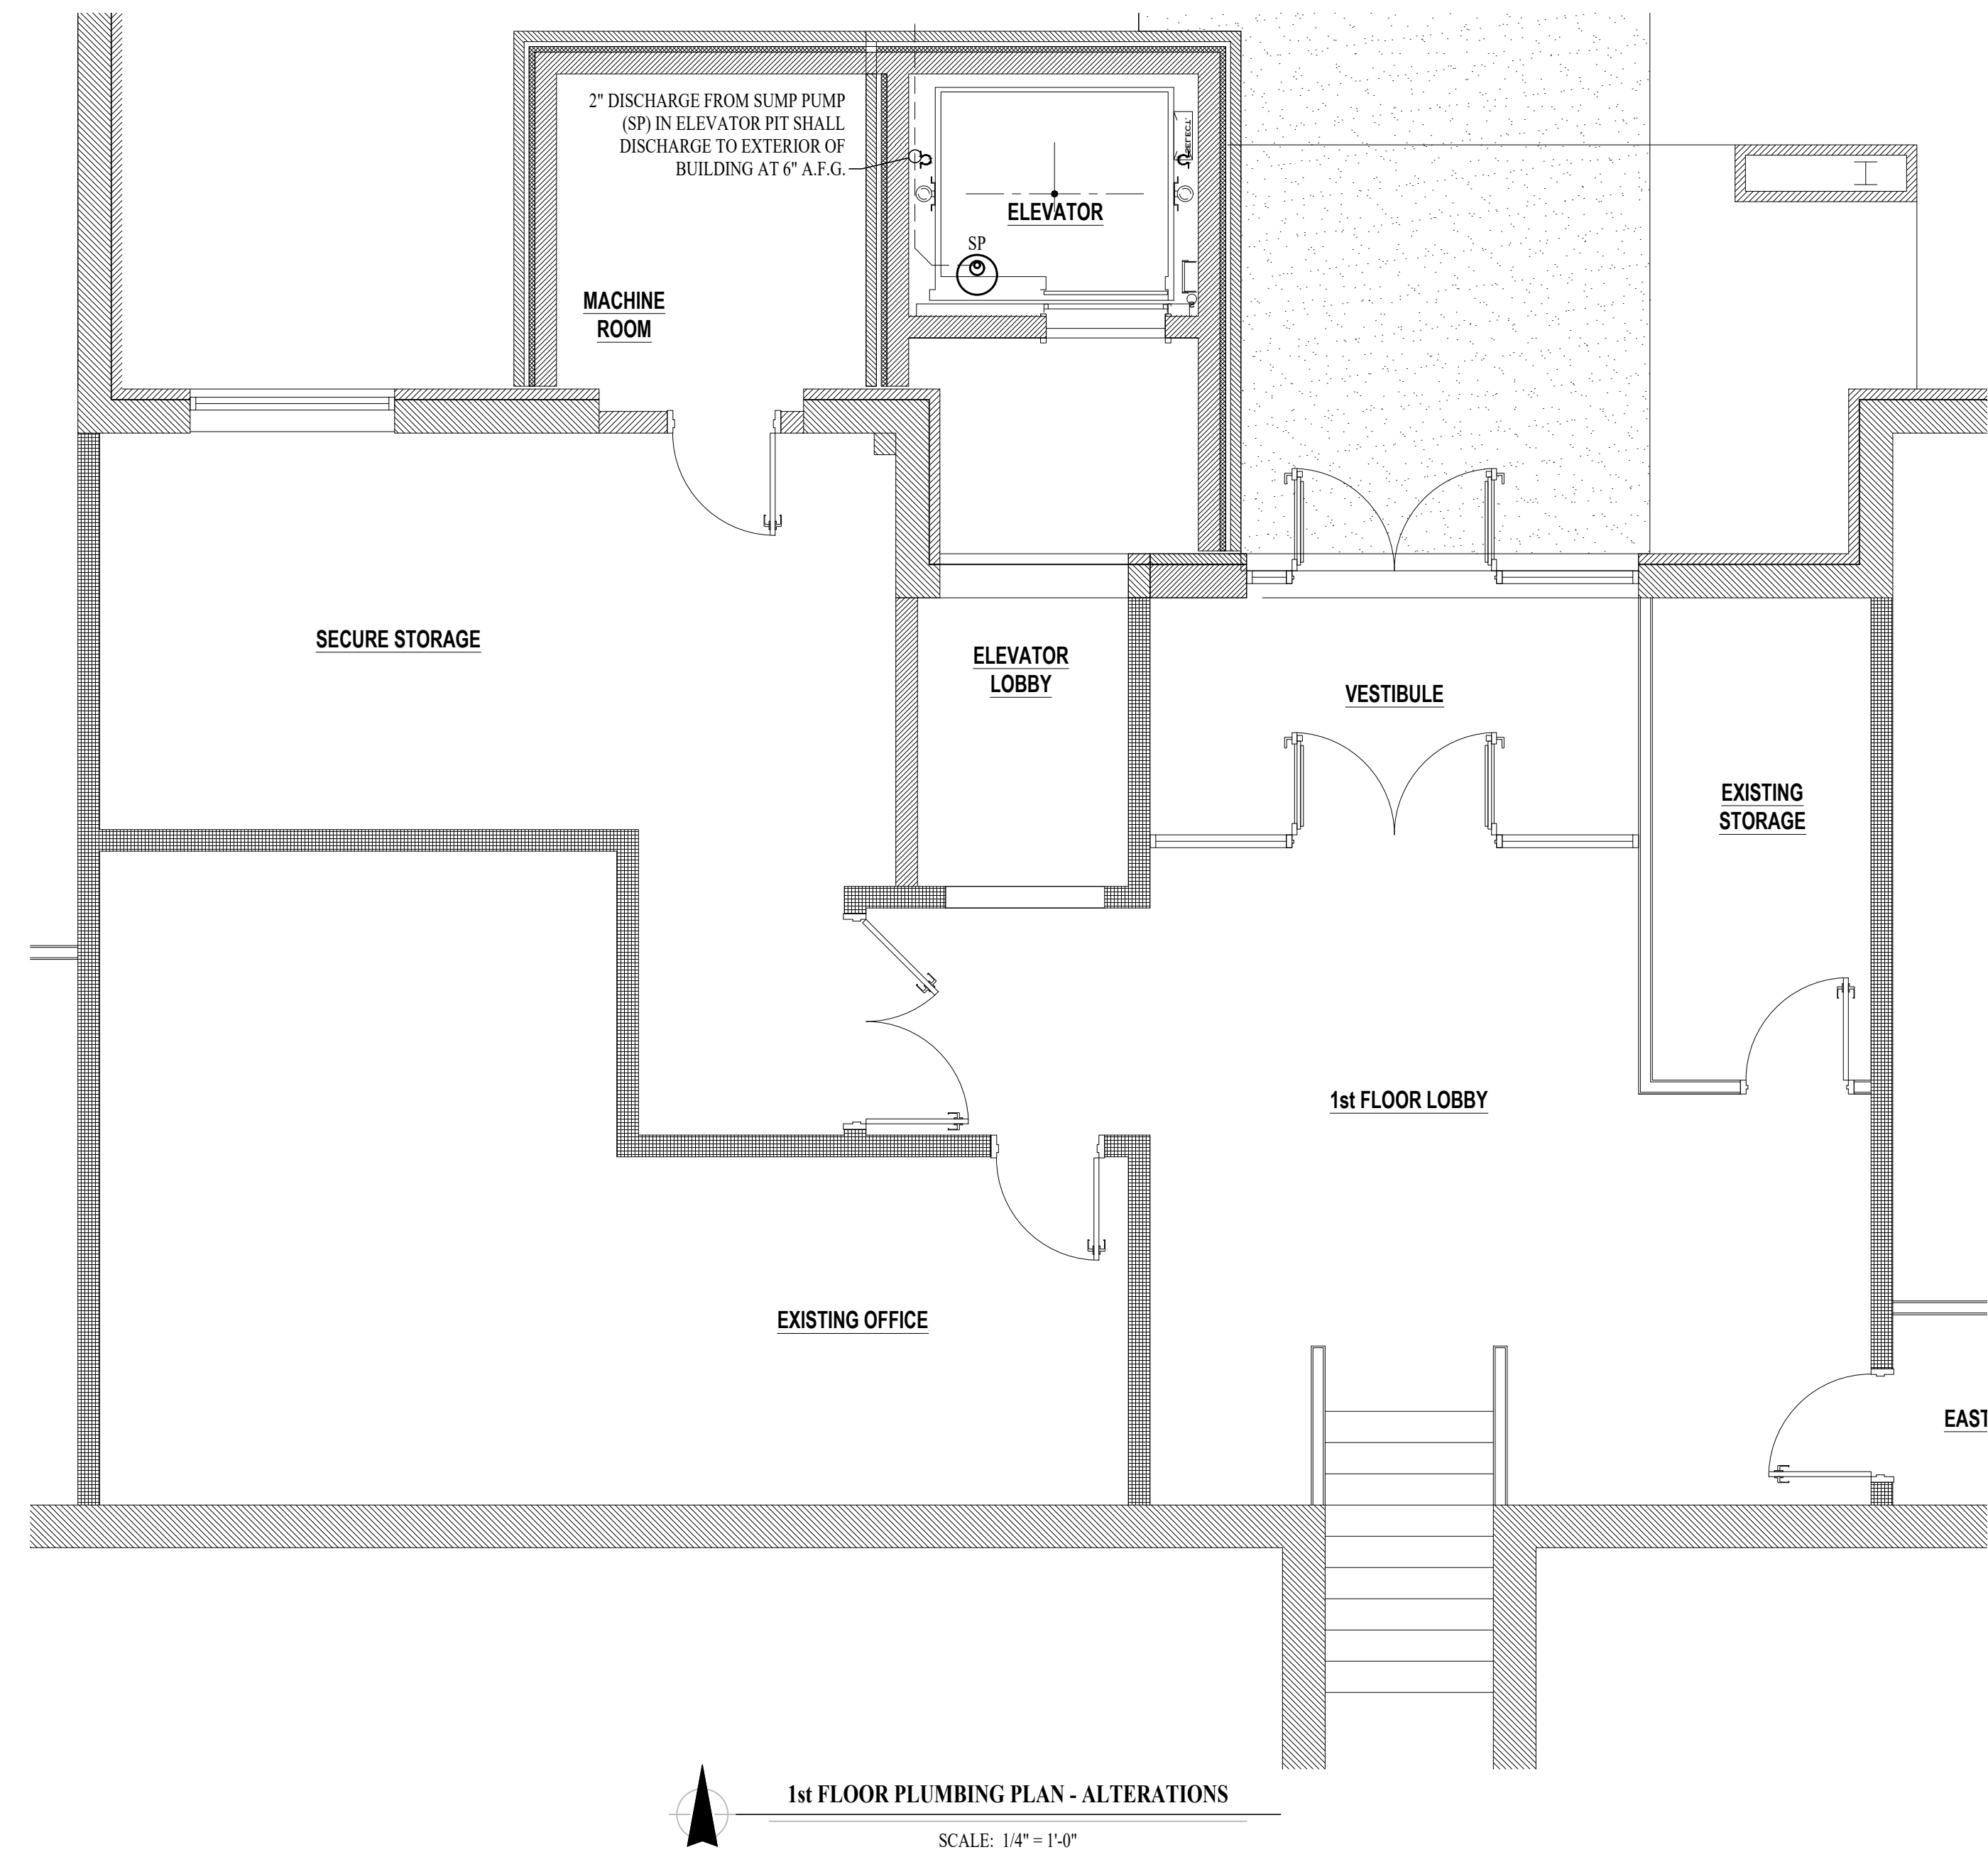 2" DISCHARGE FROM SUMP PUMP
(SP) IN ELEVATOR PIT SHALL
DISCHARGE TO EXTERIOR OF
BUILDING AT 6" A.F.G.
ELEVATOR
SP
MACHINE
ROOM
SECURE STORAGE
ELEVATOR
LOBBY
VESTIBULE
EXISTING
STORAGE
1st FLOOR LOBBY
EXISTING OFFICE
EAST
1st FLOOR PLUMBING PLAN - ALTERATIONS
SCALE: 1/4" = 1'-0"